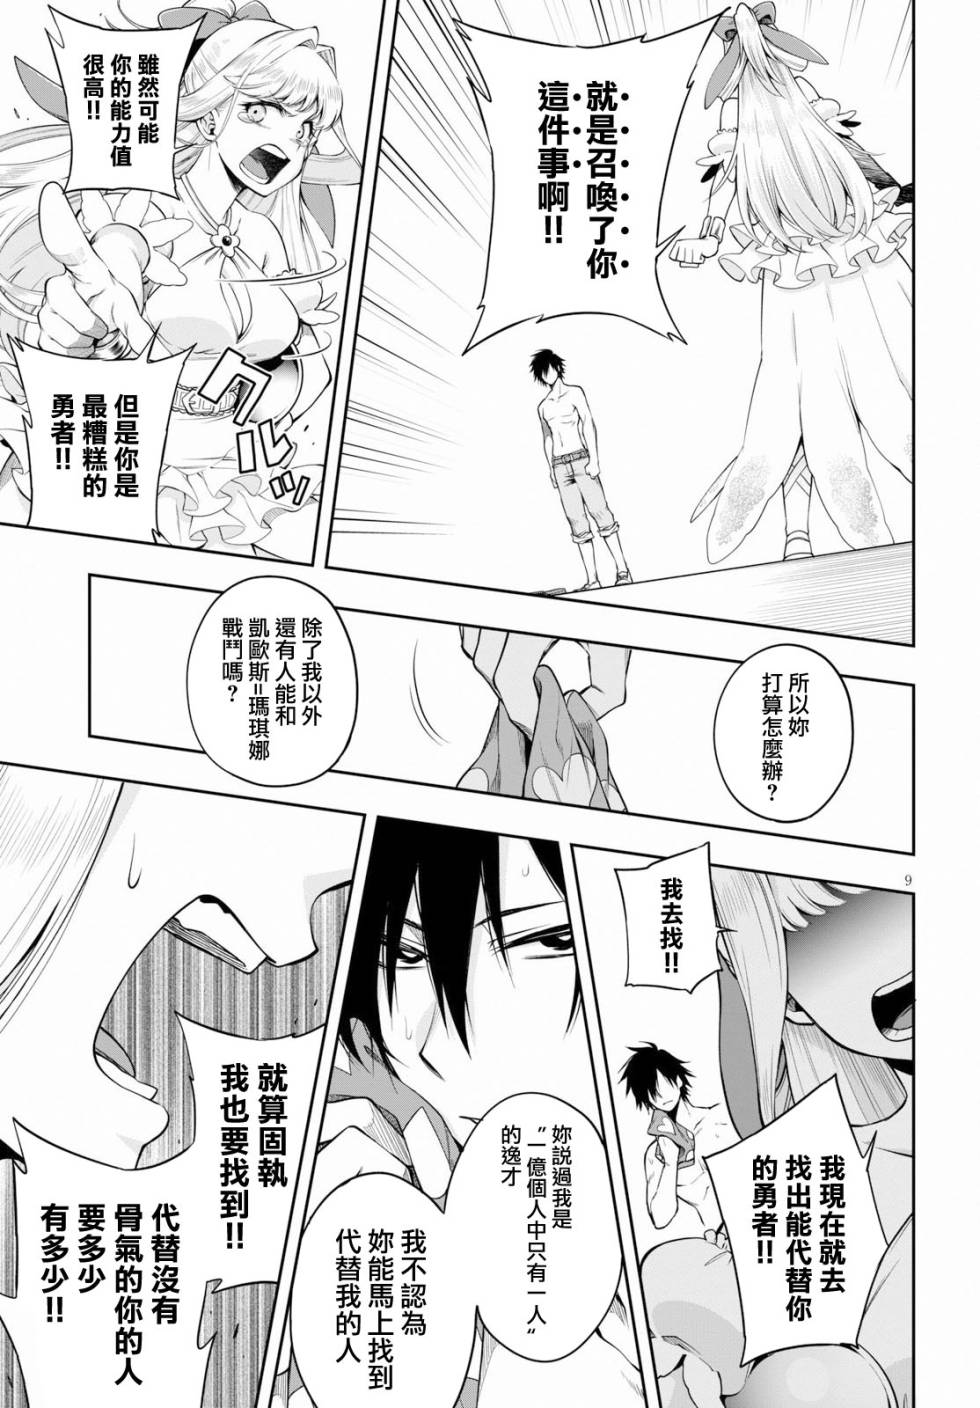 就是召喚了你
這件事啊!!
雖然可能
你的能力值
很高!!
クルッ
但是你是
最糟糕的
勇者!!
所以妳
打算怎麼辦？
除了我以外
還有人能和
凱歐斯=瑪琪娜
戰鬥嗎？
9
我去找!!
我現在就去
找出能代替你
的勇者!!
妳說過我是
〝一億個人中只有一人〞
的逸才
我不認為
妳能馬上找到
代替我的人
就算固執
我也要找到!!
代替沒有
骨氣的你的人
要多少
有多少!!